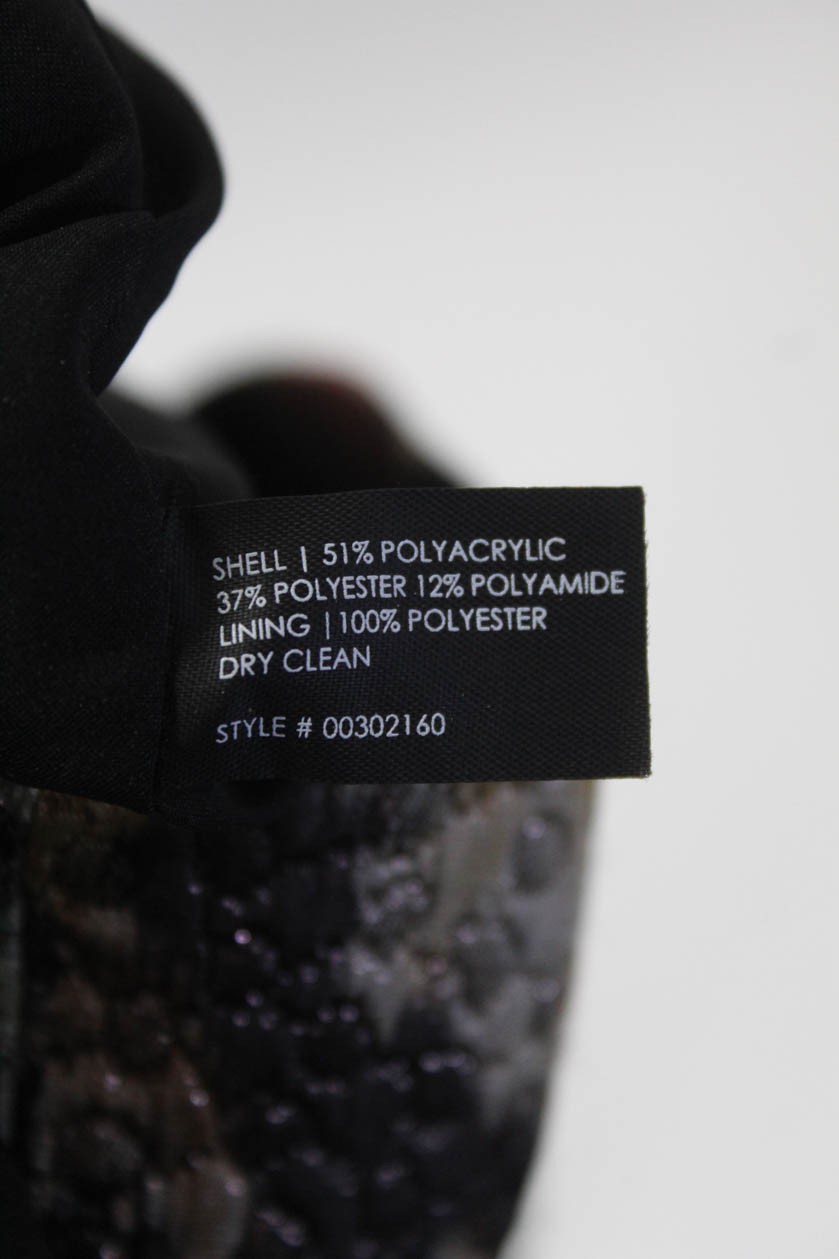 SHELL | 51% POLYACRYLIC
37% POLYESTER 12% POLYAMIDE
LINING | 100% POLYESTER
DRY CLEAN
STYLE # 00302160